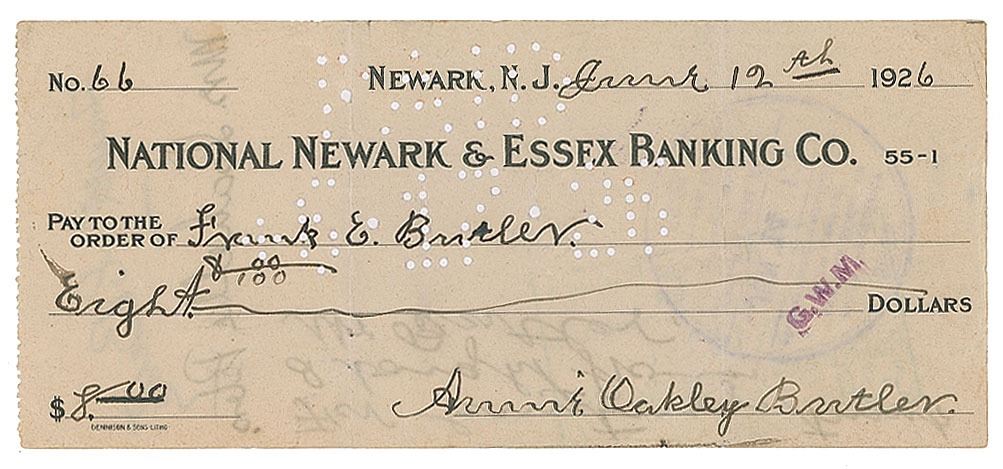 No. 66 NEWARK, N. J. June 12th 1926
NATIONAL NEWARK & ESSEX BANKING CO. 55-1
PAY TO THE ORDER OF Frank E. Butler.
Eight 8 00/100 DOLLARS
G.W.M.
$8.00 Annie Oakley Butler.
DENNISON & SONS LITHO